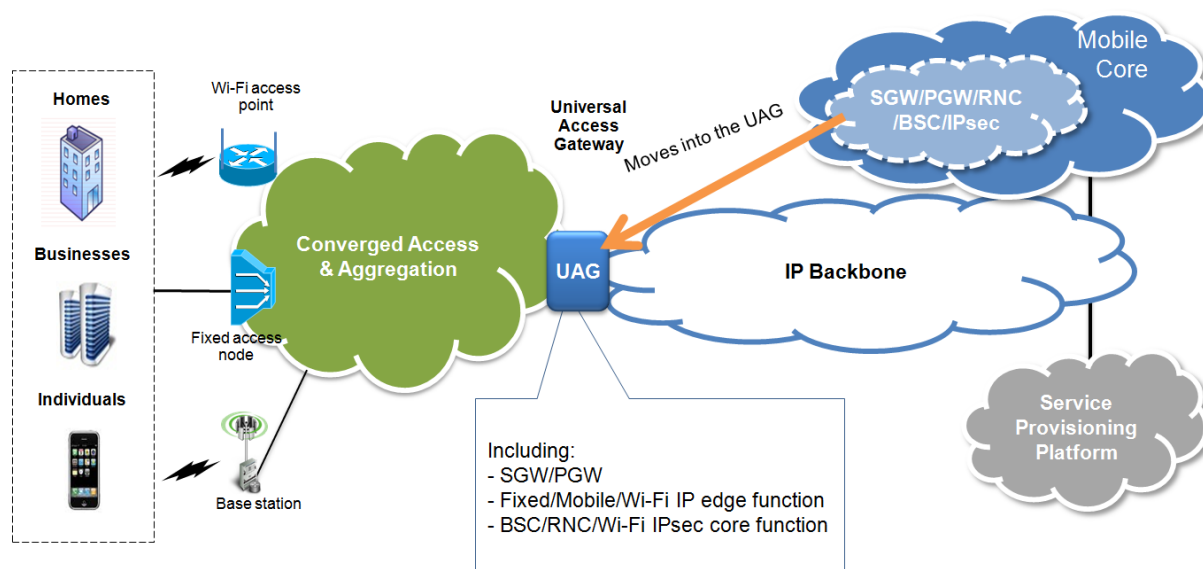 Homes
Businesses
Individuals
Wi-Fi access
point
Fixed access
node
Base station
Converged Access
& Aggregation
Universal
Access
Gateway
UAG
Moves into the UAG
Mobile
Core
SGW/PGW/RNC
/BSC/IPsec
IP Backbone
Service
Provisioning
Platform
Including:
- SGW/PGW
- Fixed/Mobile/Wi-Fi IP edge function
- BSC/RNC/Wi-Fi IPsec core function